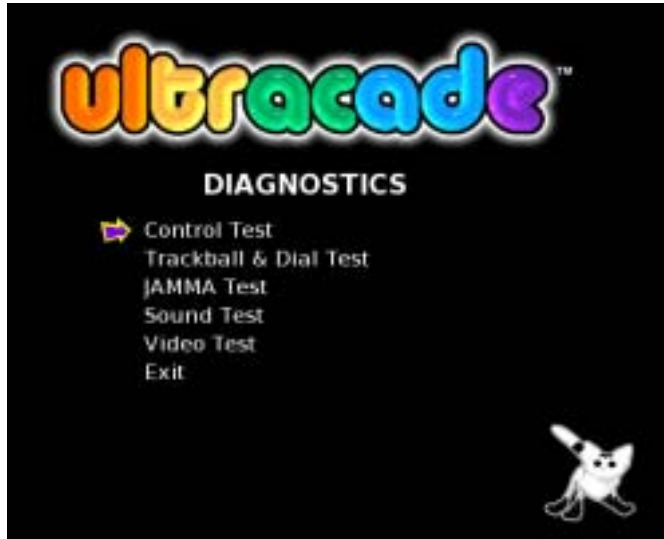 ultracade™
DIAGNOSTICS
Control Test
Trackball & Dial Test
JAMMA Test
Sound Test
Video Test
Exit